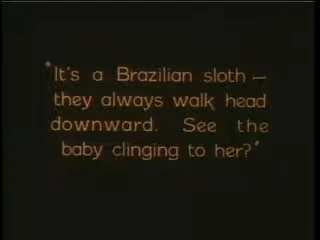 "It's a Brazilian sloth —
they always walk head
downward. See the
baby clinging to her?"